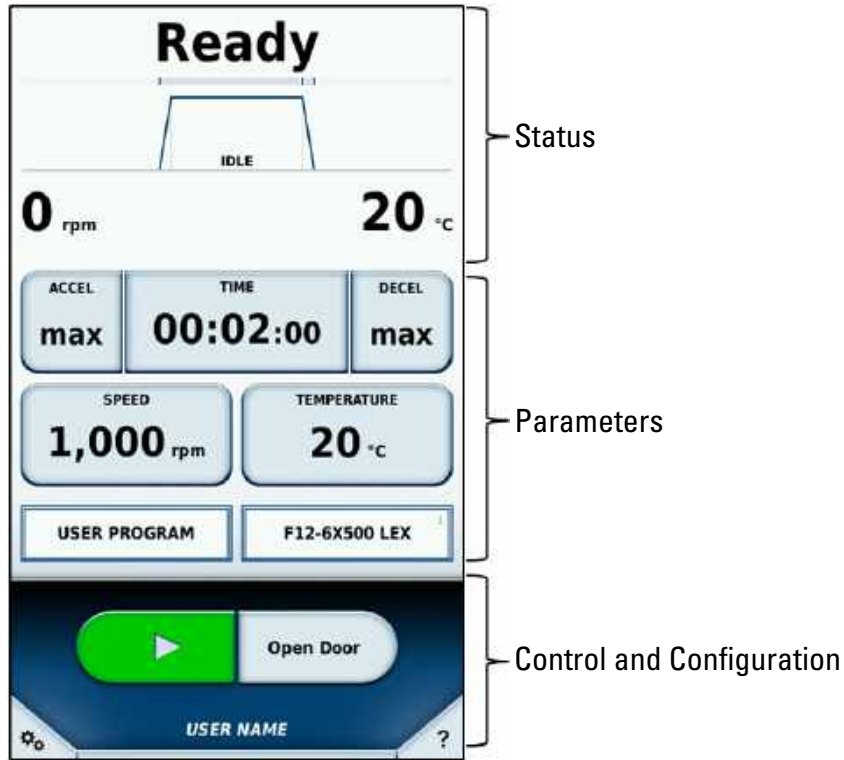 Ready
IDLE
0 rpm
20 °C
Status
ACCEL
max
TIME
00:02:00
DECEL
max
SPEED
1,000 rpm
TEMPERATURE
20 °C
Parameters
USER PROGRAM
F12-6X500 LEX
Open Door
Control and Configuration
USER NAME
?